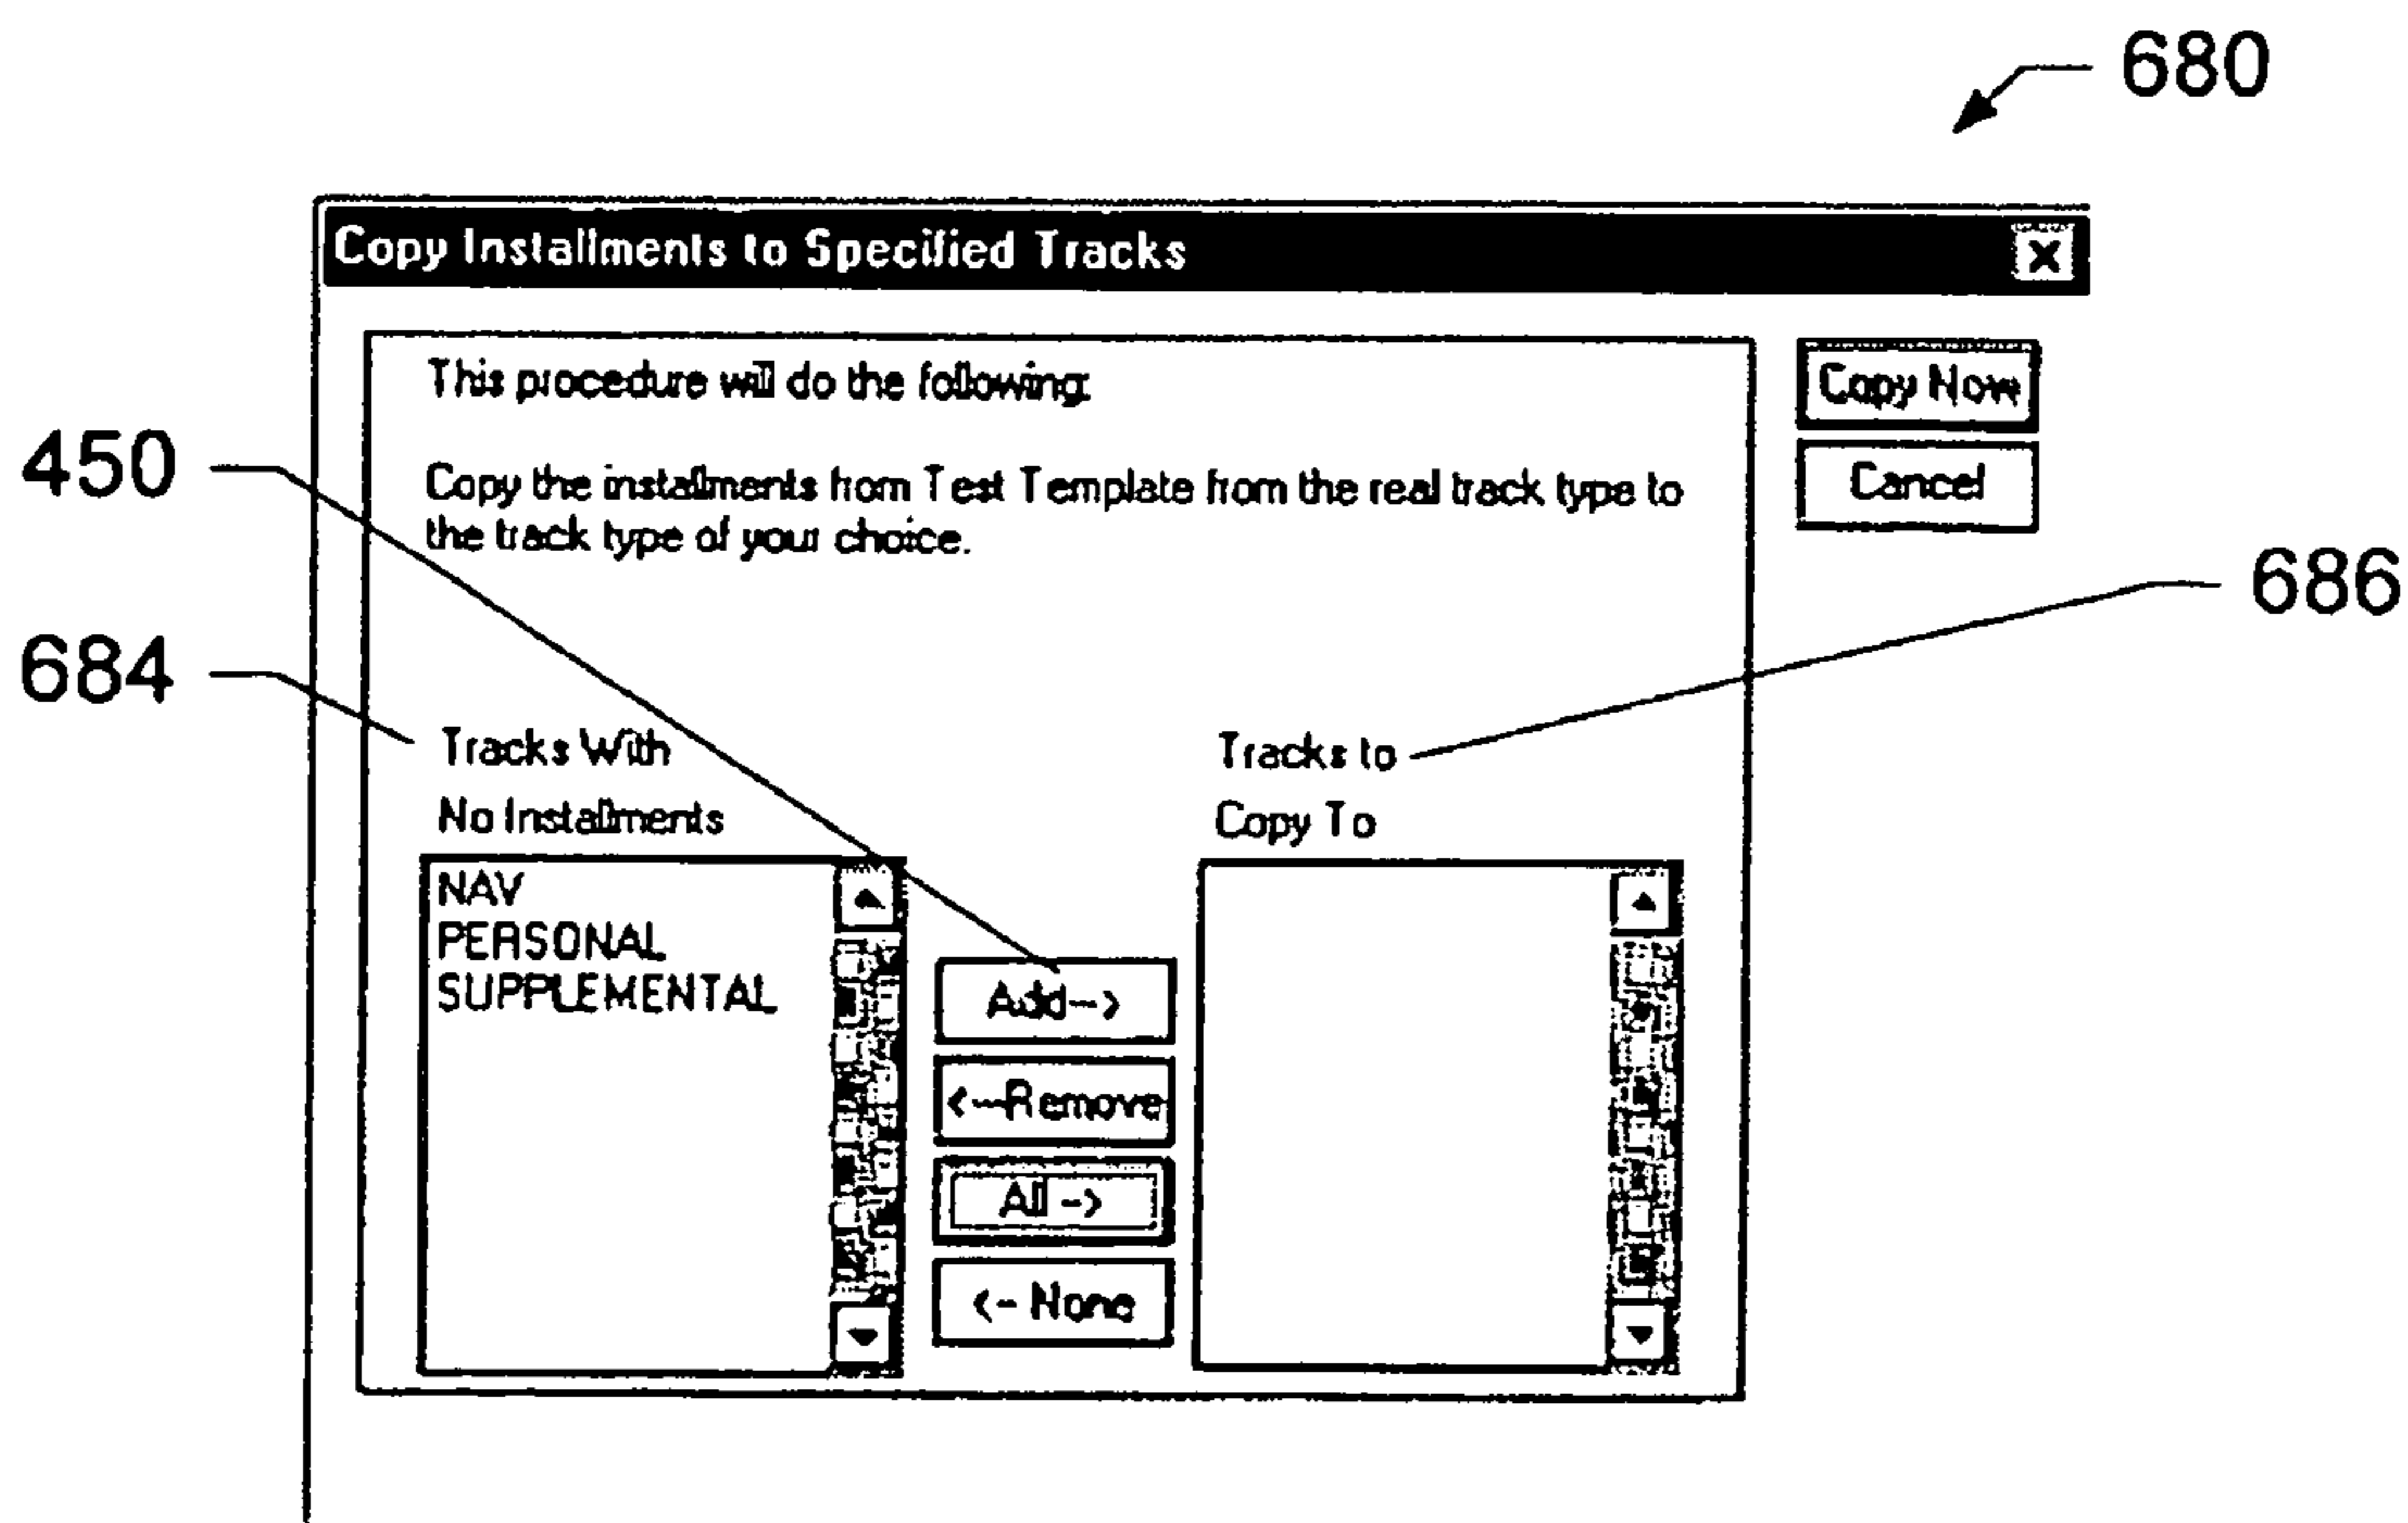 680
Copy Installments to Specified Tracks
This procedure will do the following:
Copy Now
450
Copy the installments from Test Template from the real track type to
Cancel
the track type of your choice.
686
684
Tracks With
Tracks to
No Installments
Copy To
NAV
PERSONAL
SUPPLEMENTAL
Add-->
<--Remove
All ->
<- None